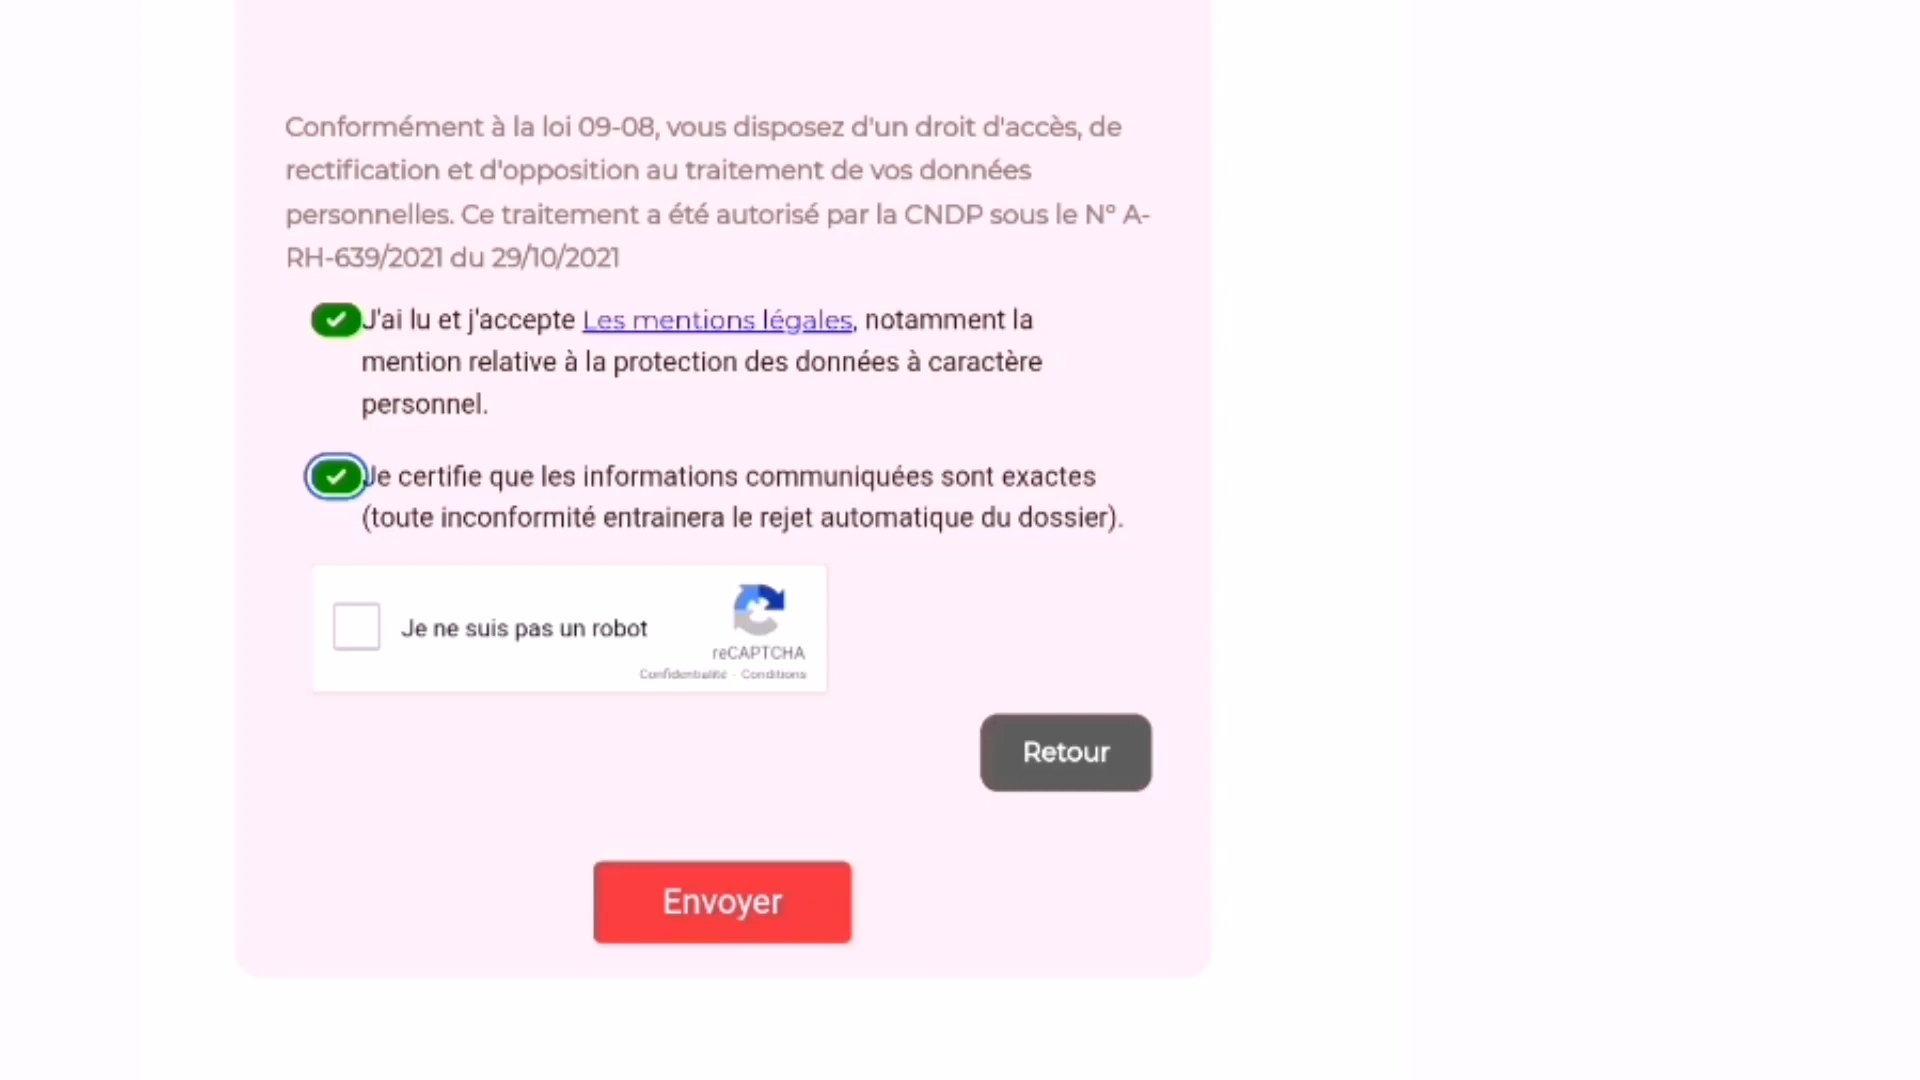 Conformément à la loi 09-08, vous disposez d'un droit d'accès, de
rectification et d'opposition au traitement de vos données
personnelles. Ce traitement a été autorisé par la CNDP sous le N° A-
RH-639/2021 du 29/10/2021
J'ai lu et j'accepte Les mentions légales, notamment la
mention relative à la protection des données à caractère
personnel.
Je certifie que les informations communiquées sont exactes
(toute inconformité entrainera le rejet automatique du dossier).
Je ne suis pas un robot
reCAPTCHA
Confidentialité - Conditions
Retour
Envoyer